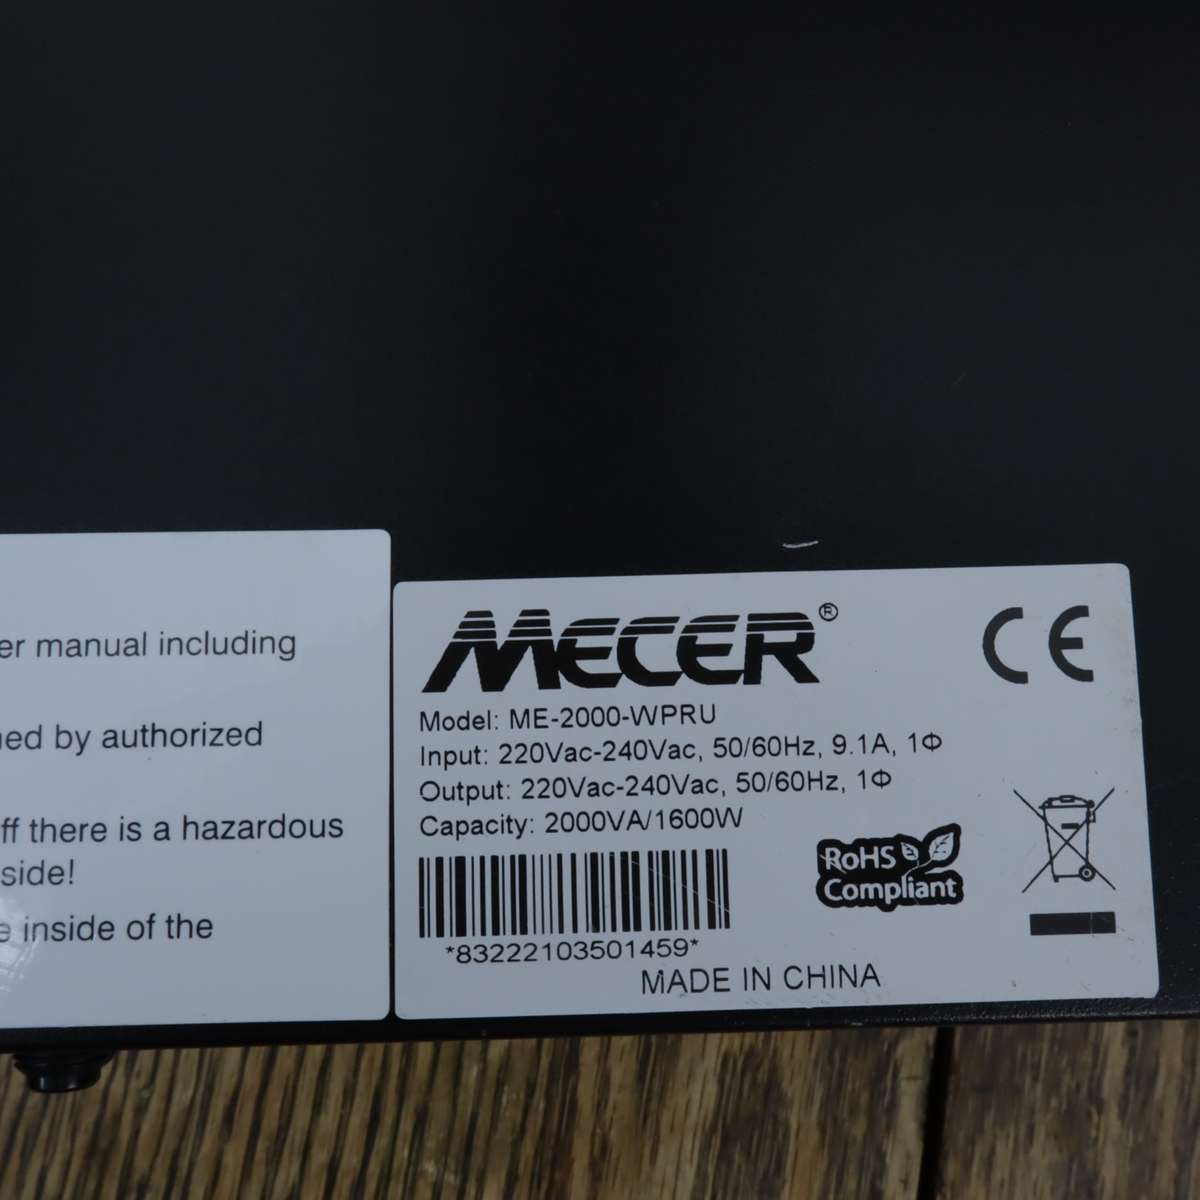 er manual including
ed by authorized
ff there is a hazardous
side!
e inside of the
MECER®
CE
Model: ME-2000-WPRU
Input: 220Vac-240Vac, 50/60Hz, 9.1A, 1Φ
Output: 220Vac-240Vac, 50/60Hz, 1Φ
Capacity: 2000VA/1600W
RoHS
Compliant
*83222103501459*
MADE IN CHINA